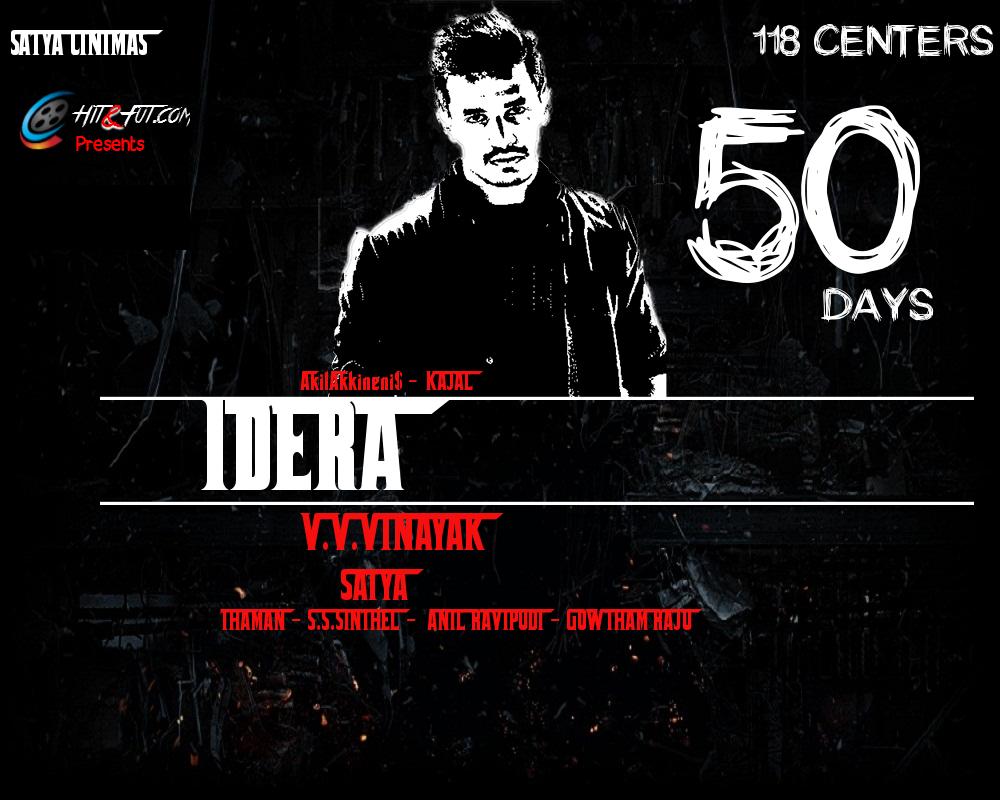 SATYA CINIMAS
118 CENTERS
HIT&FUT.COM
Presents
50
DAYS
AkilAkkineni$ - KAJAL
IDERA
V.V.VINAYAK
SATYA
THAMAN - S.S.SINTHEL - ANIL RAVIPUDI - GOWTHAM RAJU